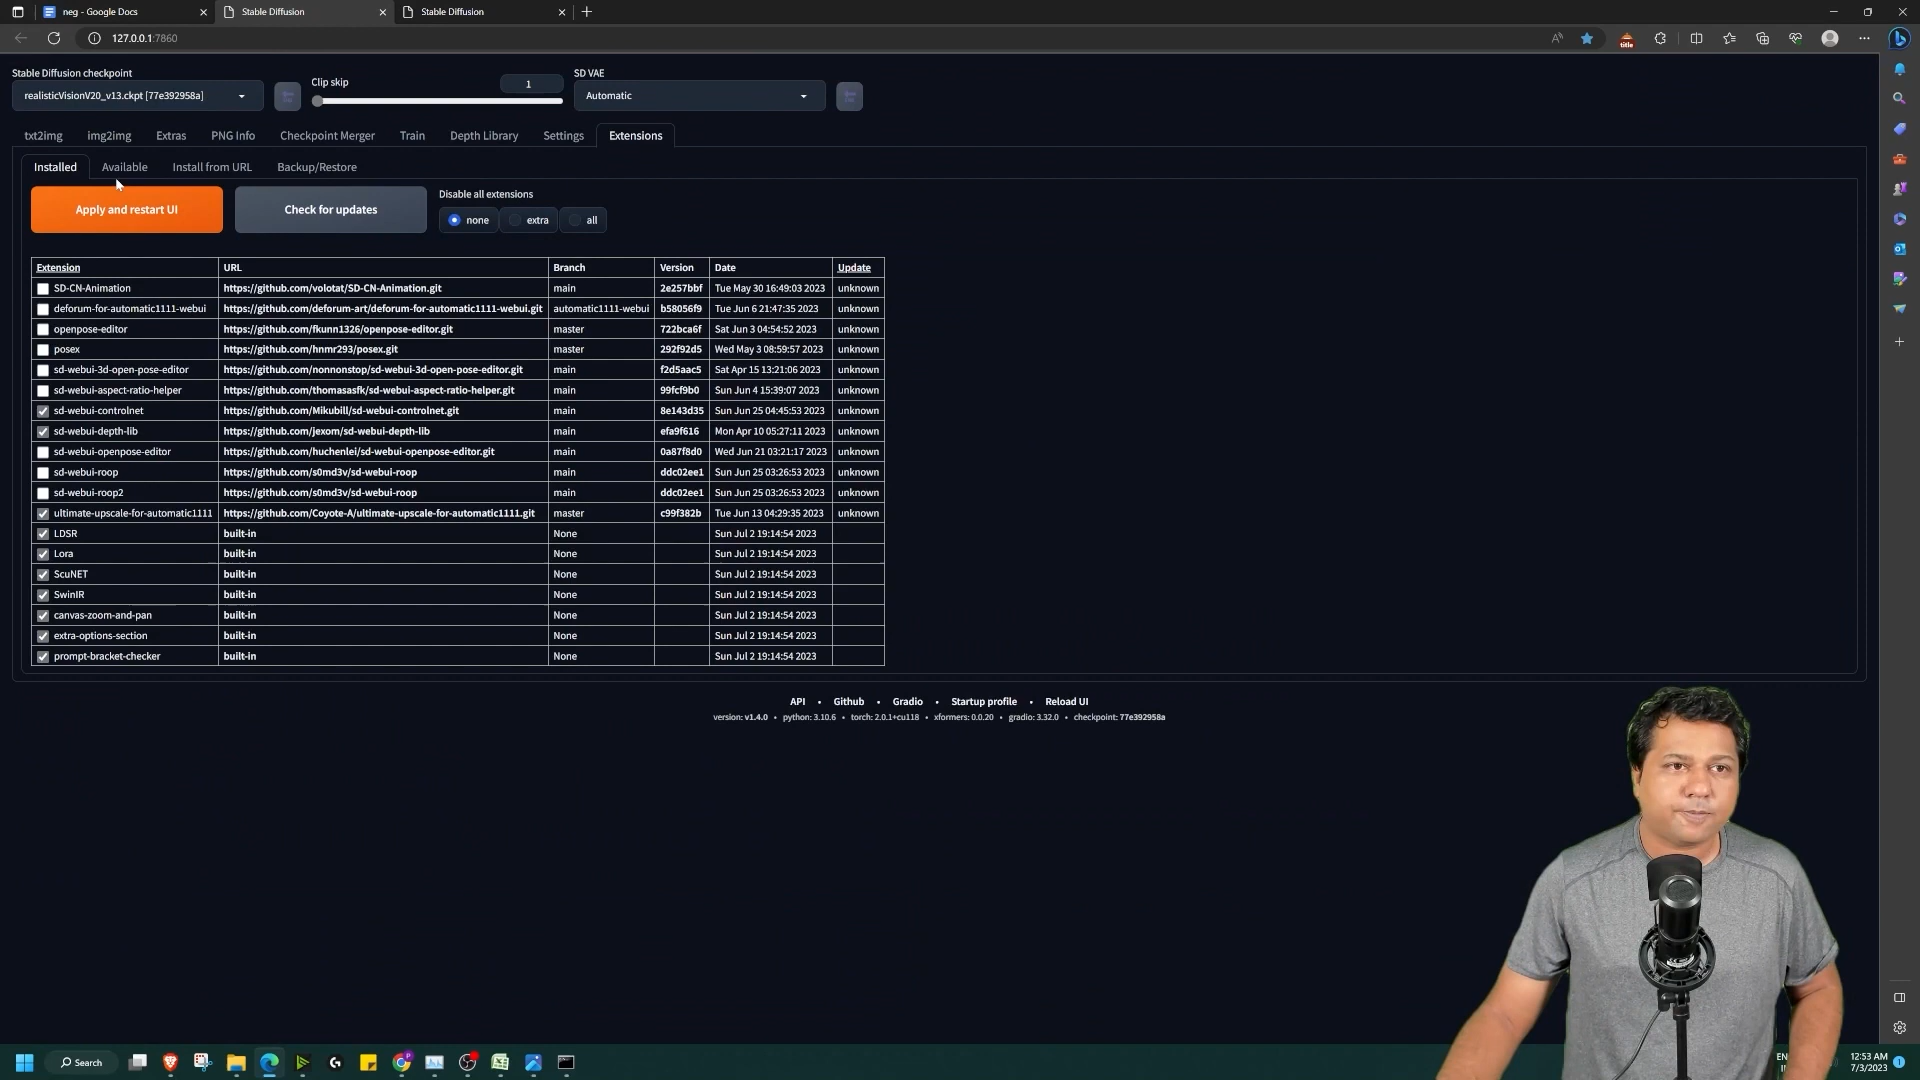 neg - Google Docs
Stable Diffusion
Stable Diffusion
127.0.0.1:7860
title
Stable Diffusion checkpoint
realisticVisionV20_v13.ckpt [77e392958a]
Clip skip
1
SD VAE
Automatic
txt2img img2img Extras PNG Info Checkpoint Merger Train Depth Library Settings Extensions
Installed Available Install from URL Backup/Restore
Apply and restart UI
Check for updates
Disable all extensions
none extra all
Extension URL Branch Version Date Update
SD-CN-Animation https://github.com/volotat/SD-CN-Animation.git main 2e257bbf Tue May 30 16:49:03 2023 unknown
deforum-for-automatic1111-webui https://github.com/deforum-art/deforum-for-automatic1111-webui.git automatic1111-webui b58056f9 Tue Jun 6 21:47:35 2023 unknown
openpose-editor https://github.com/fkunn1326/openpose-editor.git master 722bca6f Sat Jun 3 04:54:52 2023 unknown
posex https://github.com/hnmr293/posex.git master 292f92d5 Wed May 3 08:59:57 2023 unknown
sd-webui-3d-open-pose-editor https://github.com/nonnonstop/sd-webui-3d-open-pose-editor.git main f2d5aac5 Sat Apr 15 13:21:06 2023 unknown
sd-webui-aspect-ratio-helper https://github.com/thomasasfk/sd-webui-aspect-ratio-helper.git main 99fcf9b0 Sun Jun 4 15:39:07 2023 unknown
sd-webui-controlnet https://github.com/Mikubill/sd-webui-controlnet.git main 8e143d35 Sun Jun 25 04:45:53 2023 unknown
sd-webui-depth-lib https://github.com/jexom/sd-webui-depth-lib main efa9f616 Mon Apr 10 05:27:11 2023 unknown
sd-webui-openpose-editor https://github.com/huchenlei/sd-webui-openpose-editor.git main 0a87f8d0 Wed Jun 21 03:21:17 2023 unknown
sd-webui-roop https://github.com/s0md3v/sd-webui-roop main ddc02ee1 Sun Jun 25 03:26:53 2023 unknown
sd-webui-roop2 https://github.com/s0md3v/sd-webui-roop main ddc02ee1 Sun Jun 25 03:26:53 2023 unknown
ultimate-upscale-for-automatic1111 https://github.com/Coyote-A/ultimate-upscale-for-automatic1111.git master c99f382b Tue Jun 13 04:29:35 2023 unknown
LDSR built-in None Sun Jul 2 19:14:54 2023
Lora built-in None Sun Jul 2 19:14:54 2023
ScuNET built-in None Sun Jul 2 19:14:54 2023
SwinIR built-in None Sun Jul 2 19:14:54 2023
canvas-zoom-and-pan built-in None Sun Jul 2 19:14:54 2023
extra-options-section built-in None Sun Jul 2 19:14:54 2023
prompt-bracket-checker built-in None Sun Jul 2 19:14:54 2023
API • Github • Gradio • Startup profile • Reload UI
version: v1.4.0 • python: 3.10.6 • torch: 2.0.1+cu118 • xformers: 0.0.20 • gradio: 3.32.0 • checkpoint: 77e392958a
Search
12:53 AM
7/3/2023